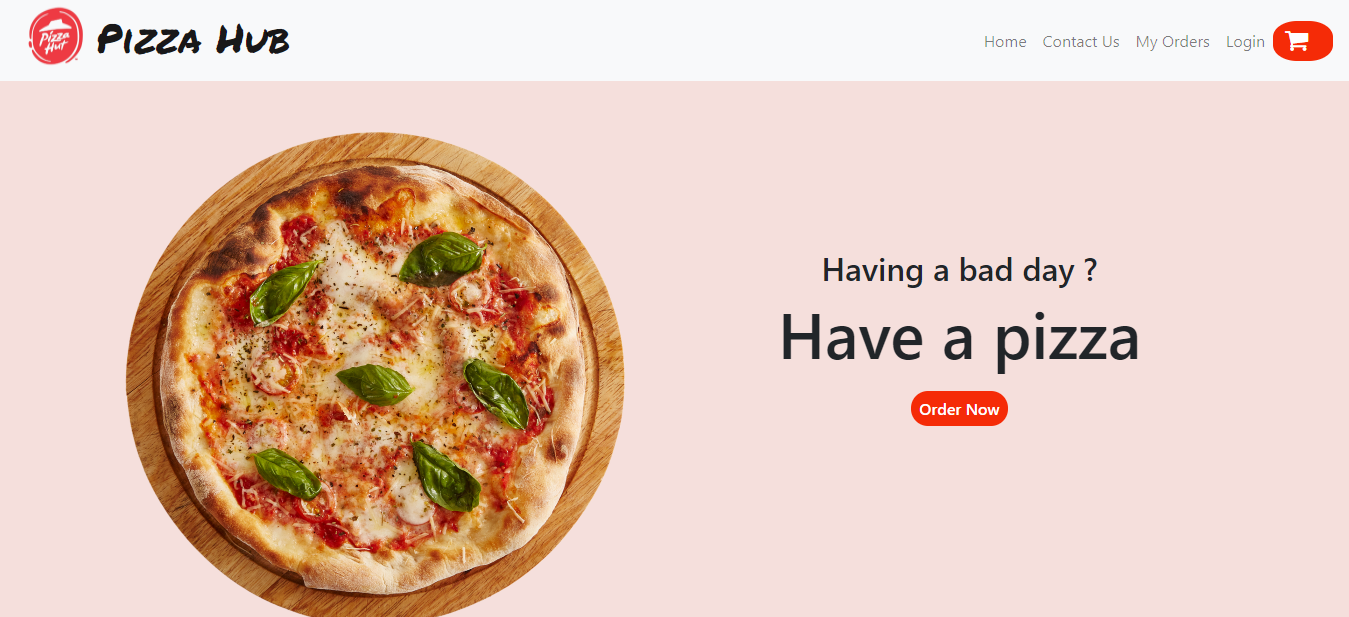 Pizza Hut
Pizza Hub
Home Contact Us My Orders Login
Having a bad day ?
Have a pizza
Order Now